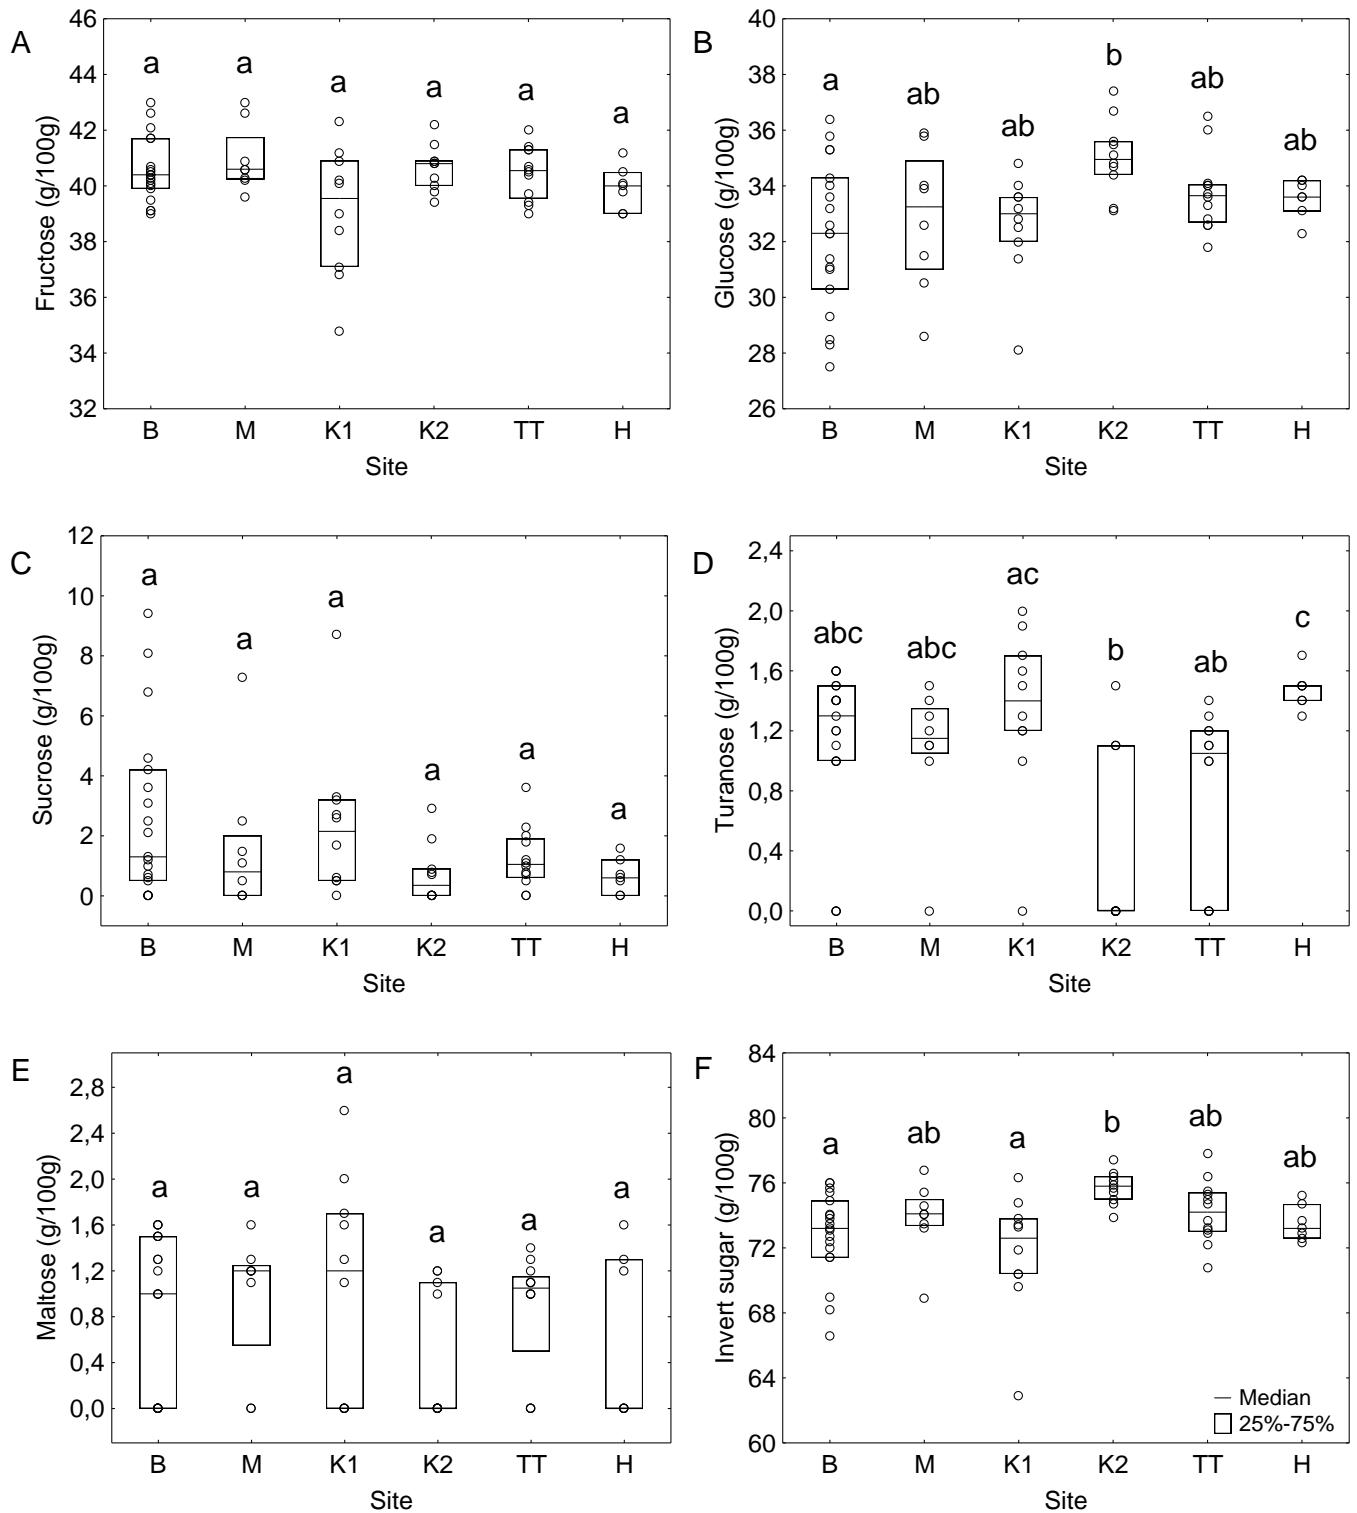 A
Fructose (g/100g)
46
44
42
40
38
36
34
32
a a a a a a
B M K1 K2 TT H
Site
B
Glucose (g/100g)
40
38
36
34
32
30
28
26
a ab ab b ab ab
B M K1 K2 TT H
Site
C
Sucrose (g/100g)
12
10
8
6
4
2
0
a a a a a a
B M K1 K2 TT H
Site
D
Turanose (g/100g)
2,4
2,0
1,6
1,2
0,8
0,4
0,0
abc abc ac b ab c
B M K1 K2 TT H
Site
E
Maltose (g/100g)
2,8
2,4
2,0
1,6
1,2
0,8
0,4
0,0
a a a a a a
B M K1 K2 TT H
Site
F
Invert sugar (g/100g)
84
80
76
72
68
64
60
a ab a b ab ab
Median
25%-75%
B M K1 K2 TT H
Site